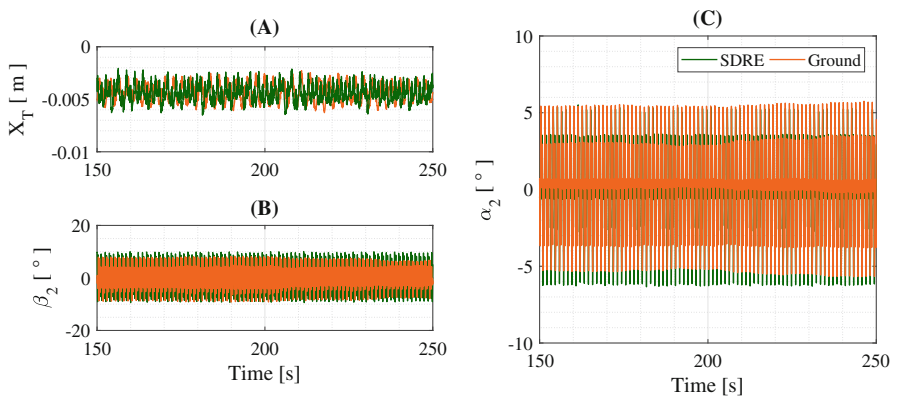 (A)
0
-0.005
-0.01
X_T [ m ]
150
200
250
(B)
20
0
-20
β_2 [ ° ]
150
200
250
Time [s]
(C)
SDRE
Ground
10
5
0
-5
-10
α_2 [ ° ]
150
200
250
Time [s]